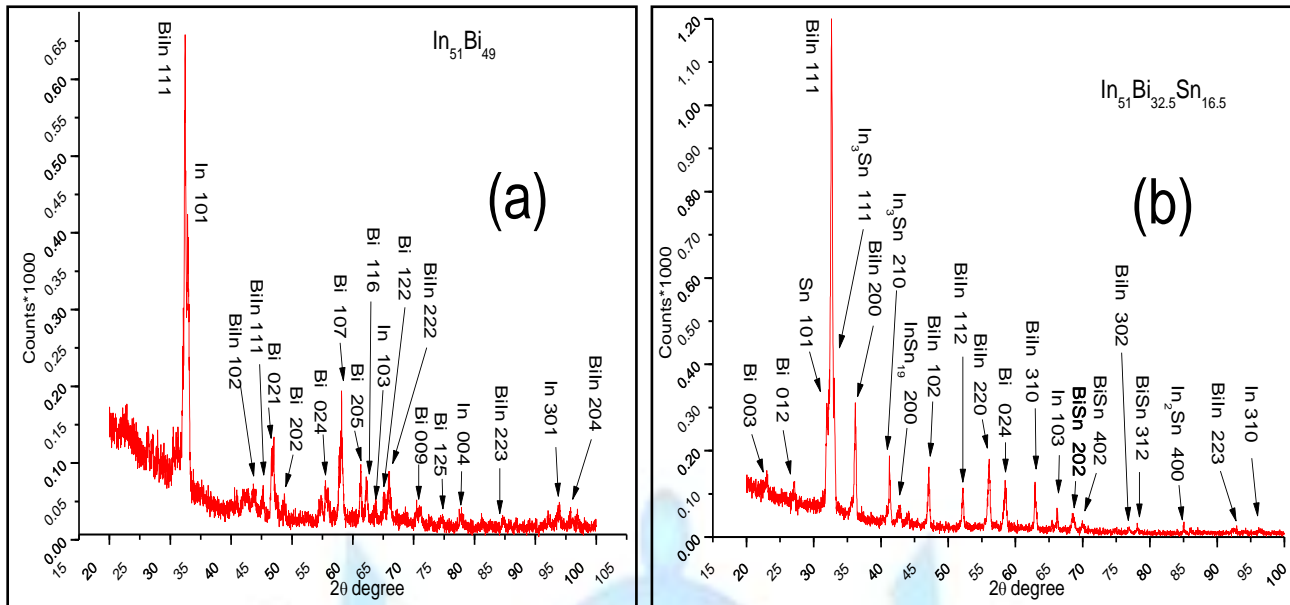 In51Bi49
(a)
Counts*1000
0.65
0.60
0.55
0.50
0.45
0.40
0.35
0.30
0.25
0.20
0.15
0.10
0.05
0.00
BiIn 111
In 101
BiIn 102
BiIn 111
Bi 021
Bi 202
Bi 024
Bi 107
Bi 205
Bi 116
In 103
Bi 122
BiIn 222
Bi 009
Bi 125
In 004
BiIn 223
In 301
BiIn 204
15 20 25 30 35 40 45 50 55 60 65 70 75 80 85 90 95 100 105
2θ degree
In51Bi32.5Sn16.5
(b)
Counts*1000
1.20
1.10
1.00
0.90
0.80
0.70
0.60
0.50
0.40
0.30
0.20
0.10
0.00
Bi 003
Bi 012
Sn 101
BiIn 111
In3Sn 111
BiIn 200
In3Sn 210
InSn19 200
BiIn 102
BiIn 112
BiIn 220
Bi 024
BiIn 310
In 103
BiSn 202
BiSn 402
BiIn 302
BiSn 312
In2Sn 400
BiIn 223
In 310
15 20 25 30 35 40 45 50 55 60 65 70 75 80 85 90 95 100
2θ degree